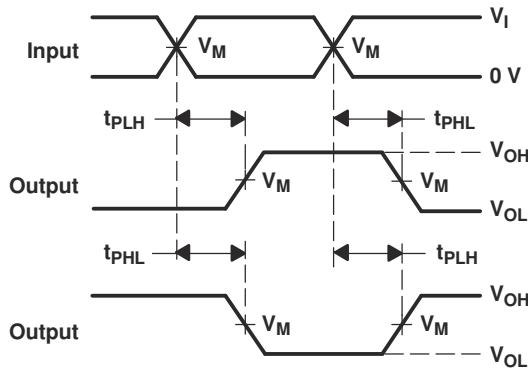 V_I
V_M V_M
Input
0 V
t_PLH t_PHL
V_OH
V_M V_M
Output
V_OL
t_PHL t_PLH
V_OH
V_M V_M
Output
V_OL